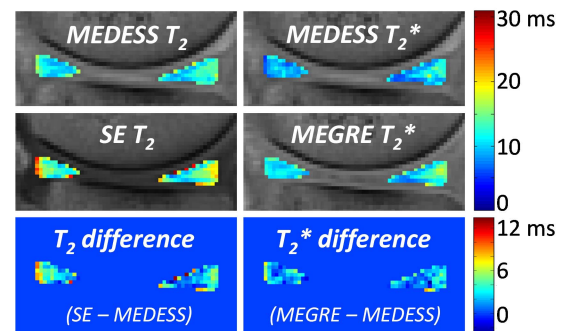 MEDESS T2
MEDESS T2*
30 ms
20
SE T2
MEGRE T2*
10
0
T2 difference
T2* difference
12 ms
6
(SE – MEDESS)
(MEGRE – MEDESS)
0